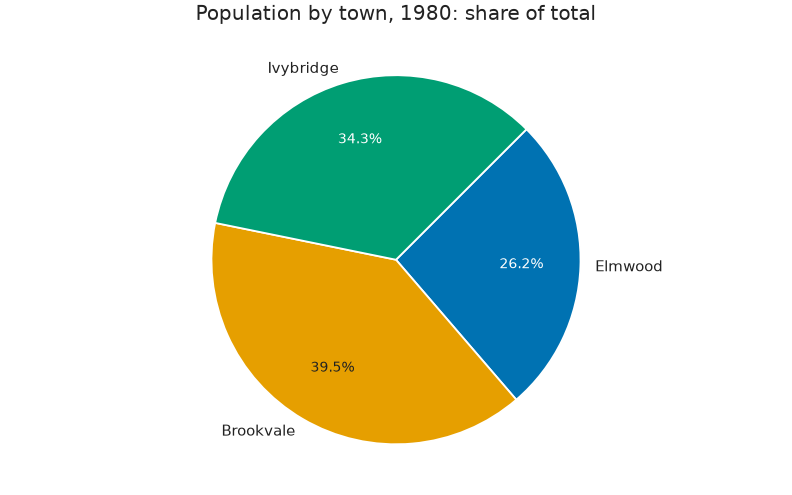 Population by town, 1980: share of total
Ivybridge
34.3%
26.2%
Elmwood
39.5%
Brookvale